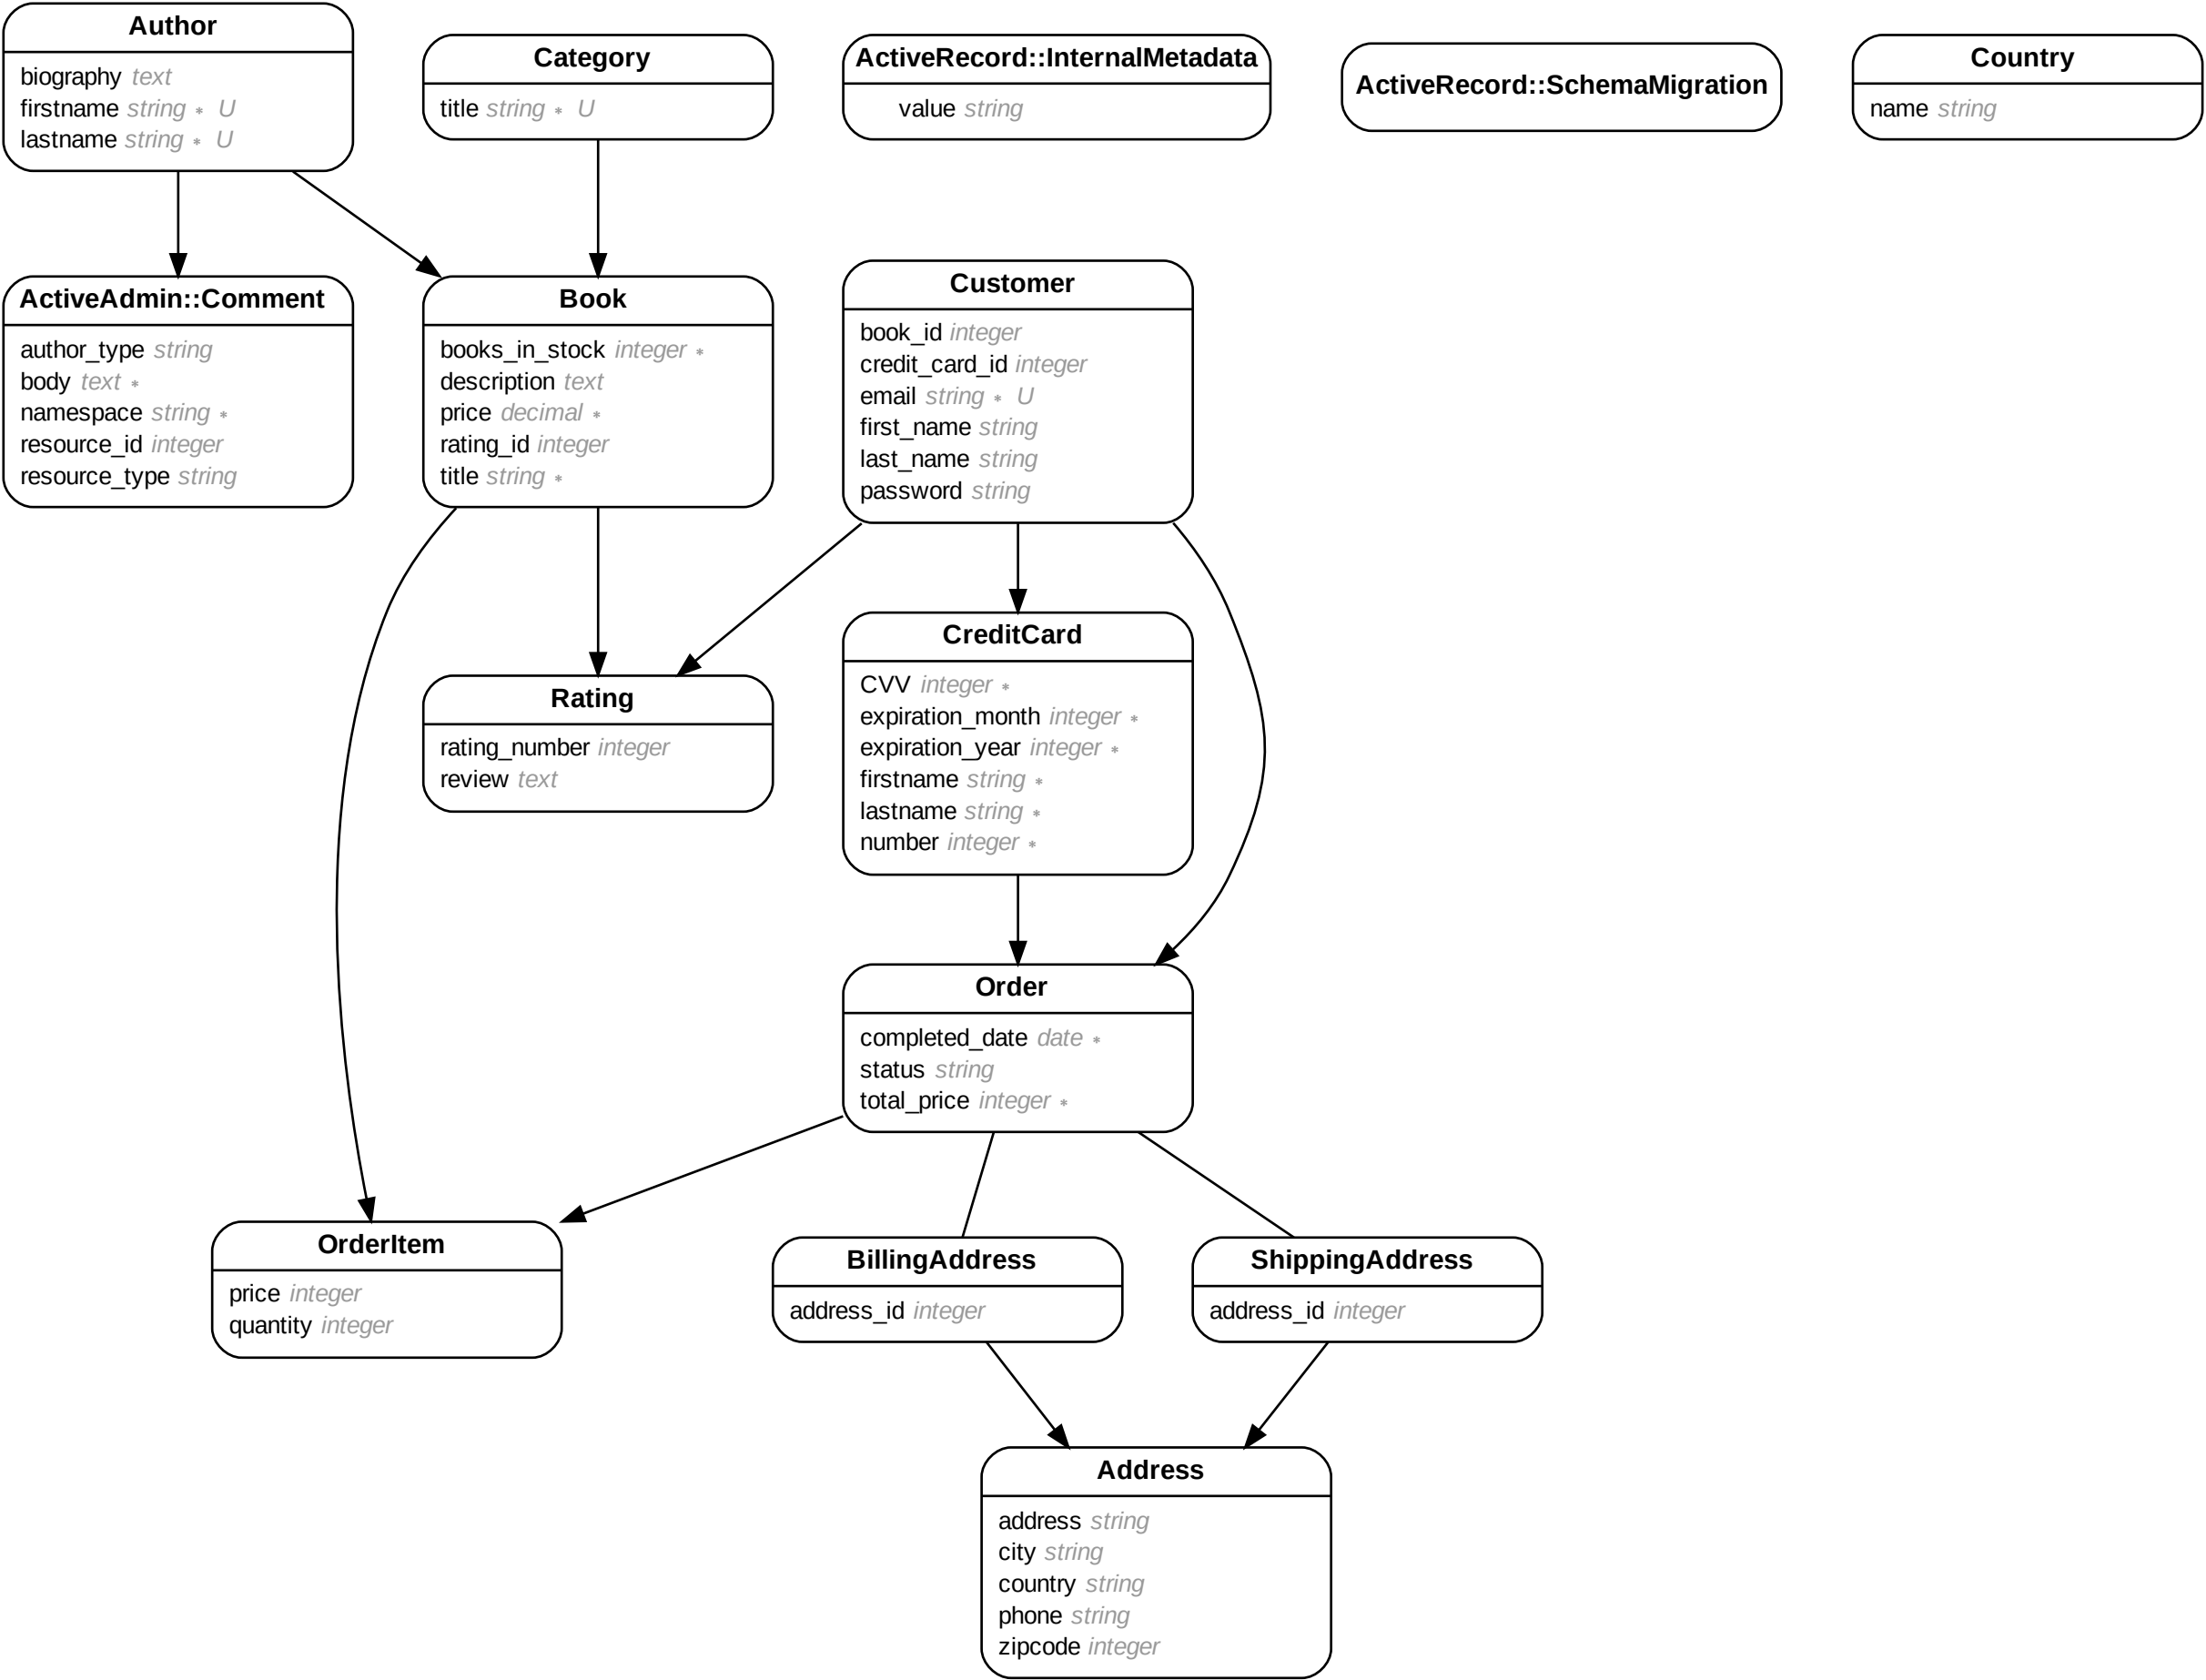 Author
biography text
firstname string * U
lastname string * U
Category
title string * U
ActiveRecord::InternalMetadata
value string
ActiveRecord::SchemaMigration
Country
name string
ActiveAdmin::Comment
author_type string
body text *
namespace string *
resource_id integer
resource_type string
Book
books_in_stock integer *
description text
price decimal *
rating_id integer
title string *
Customer
book_id integer
credit_card_id integer
email string * U
first_name string
last_name string
password string
Rating
rating_number integer
review text
CreditCard
CVV integer *
expiration_month integer *
expiration_year integer *
firstname string *
lastname string *
number integer *
Order
completed_date date *
status string
total_price integer *
OrderItem
price integer
quantity integer
BillingAddress
address_id integer
ShippingAddress
address_id integer
Address
address string
city string
country string
phone string
zipcode integer